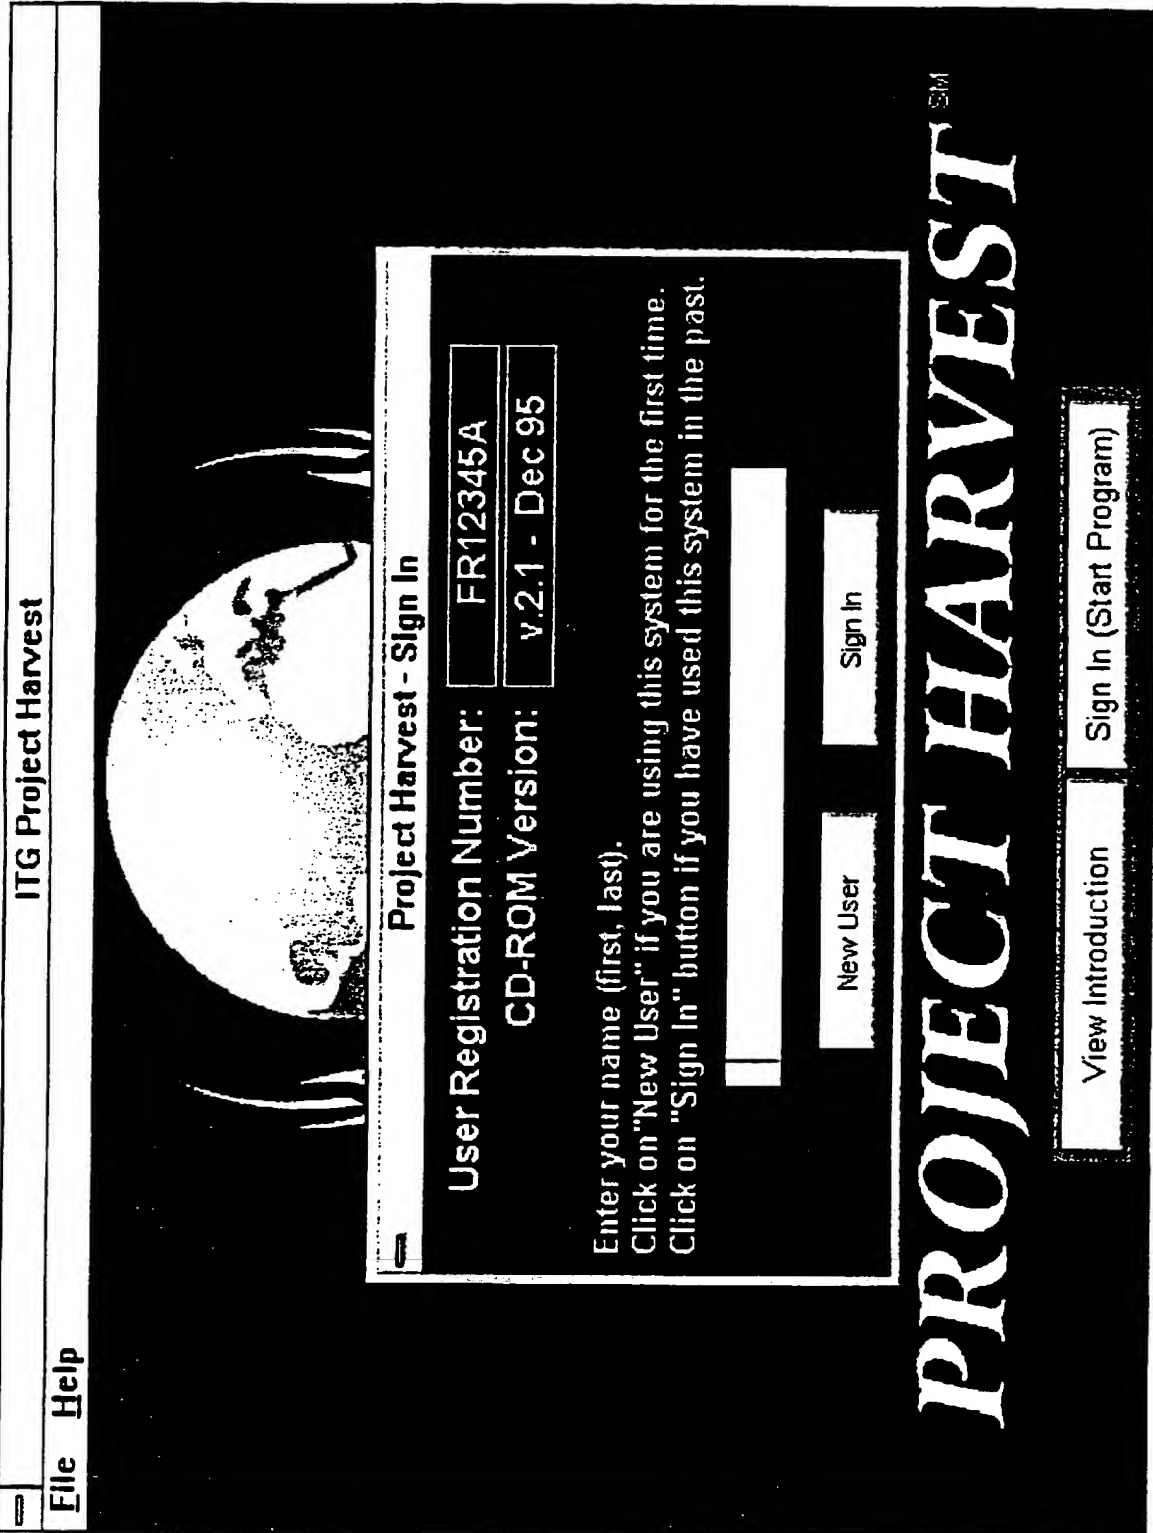 ITG Project Harvest
File Help
Project Harvest - Sign In
User Registration Number: FR12345A
CD-ROM Version: v.2.1 - Dec 95
Enter your name (first, last).
Click on "New User" if you are using this system for the first time.
Click on "Sign In" button if you have used this system in the past.
New User Sign In
PROJECT HARVEST SM
View Introduction Sign In (Start Program)